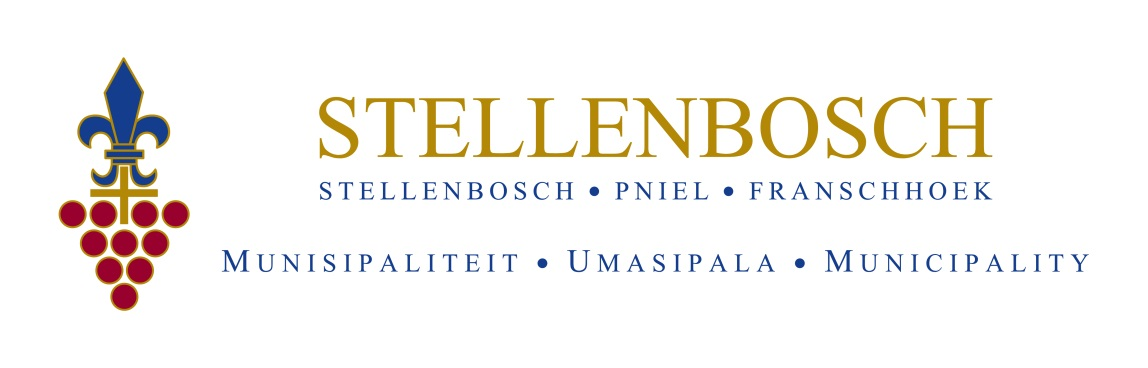 STELLENBOSCH
STELLENBOSCH • PNIEL • FRANSCHHOEK
MUNISIPALITEIT • UMASIPALA • MUNICIPALITY